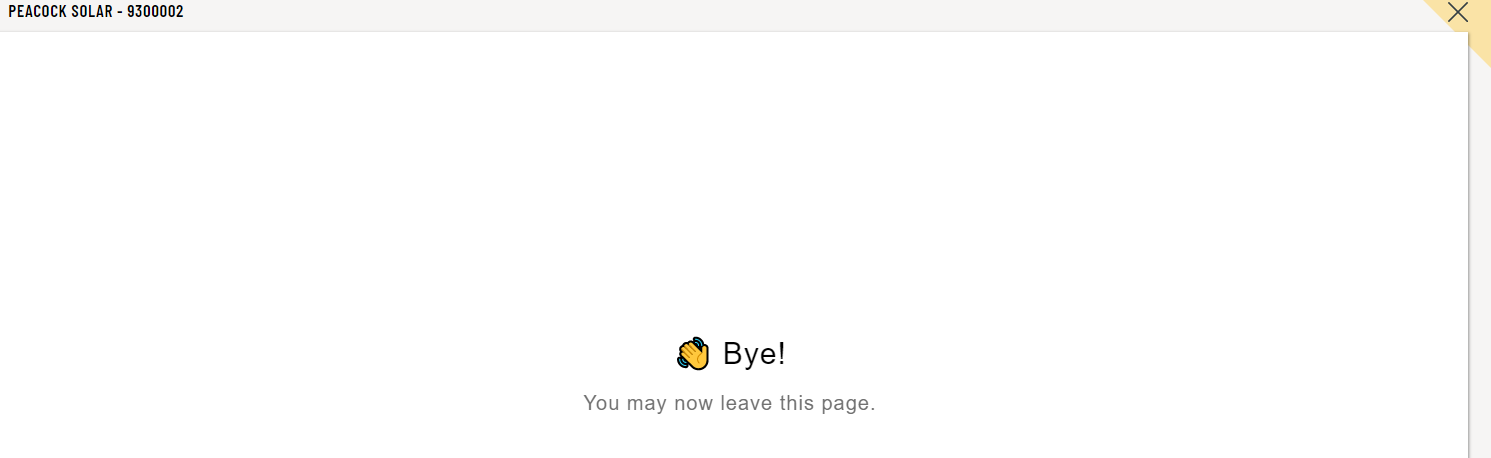 PEACOCK SOLAR - 9300002
👋 Bye!
You may now leave this page.